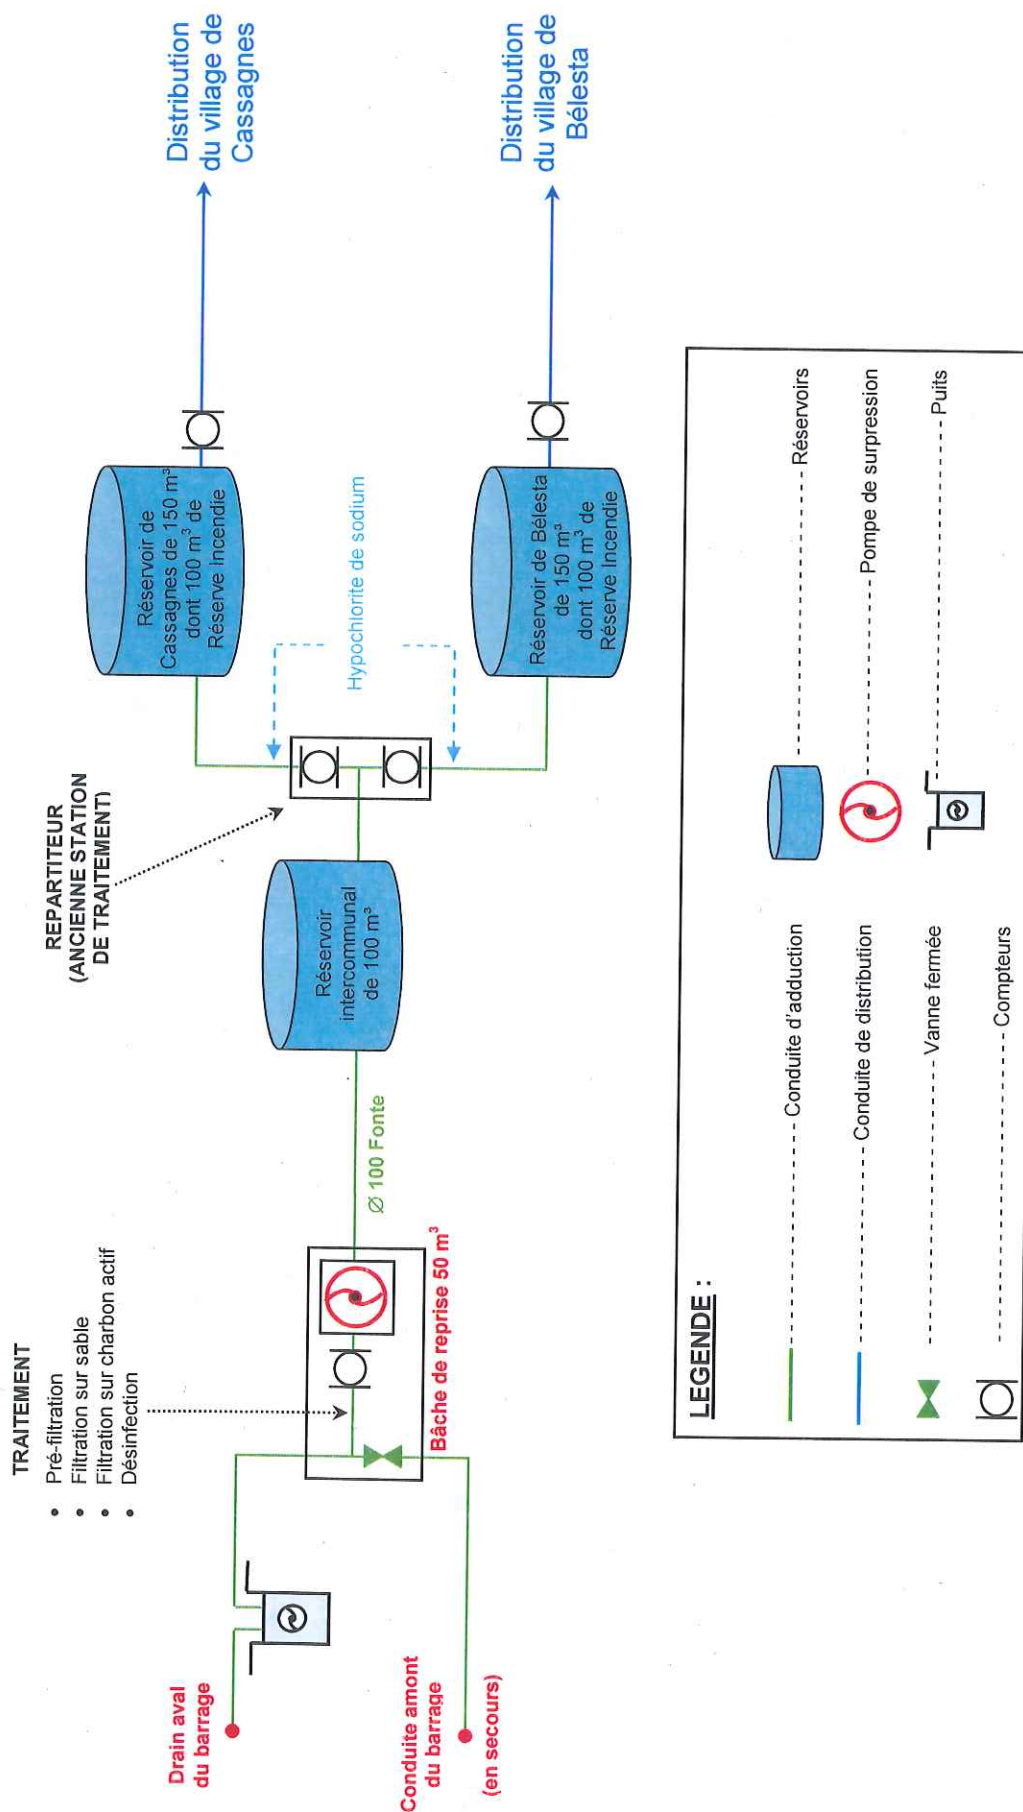 TRAITEMENT
• Pré-filtration
• Filtration sur sable
• Filtration sur charbon actif
• Désinfection
Drain aval
du barrage
Conduite amont
du barrage
(en secours)
Bâche de reprise 50 m³
Ø 100 Fonte
Réservoir
intercommunal
de 100 m³
REPARTITEUR
(ANCIENNE STATION
DE TRAITEMENT)
Hypochlorite de sodium
Réservoir de
Cassagnes de 150 m³
dont 100 m³ de
Réserve Incendie
Réservoir de Bélesta
de 150 m³
dont 100 m³ de
Réserve Incendie
Distribution
du village de
Cassagnes
Distribution
du village de
Bélesta
LEGENDE :
Conduite d'adduction
Conduite de distribution
Vanne fermée
Compteurs
Réservoirs
Pompe de surpression
Puits